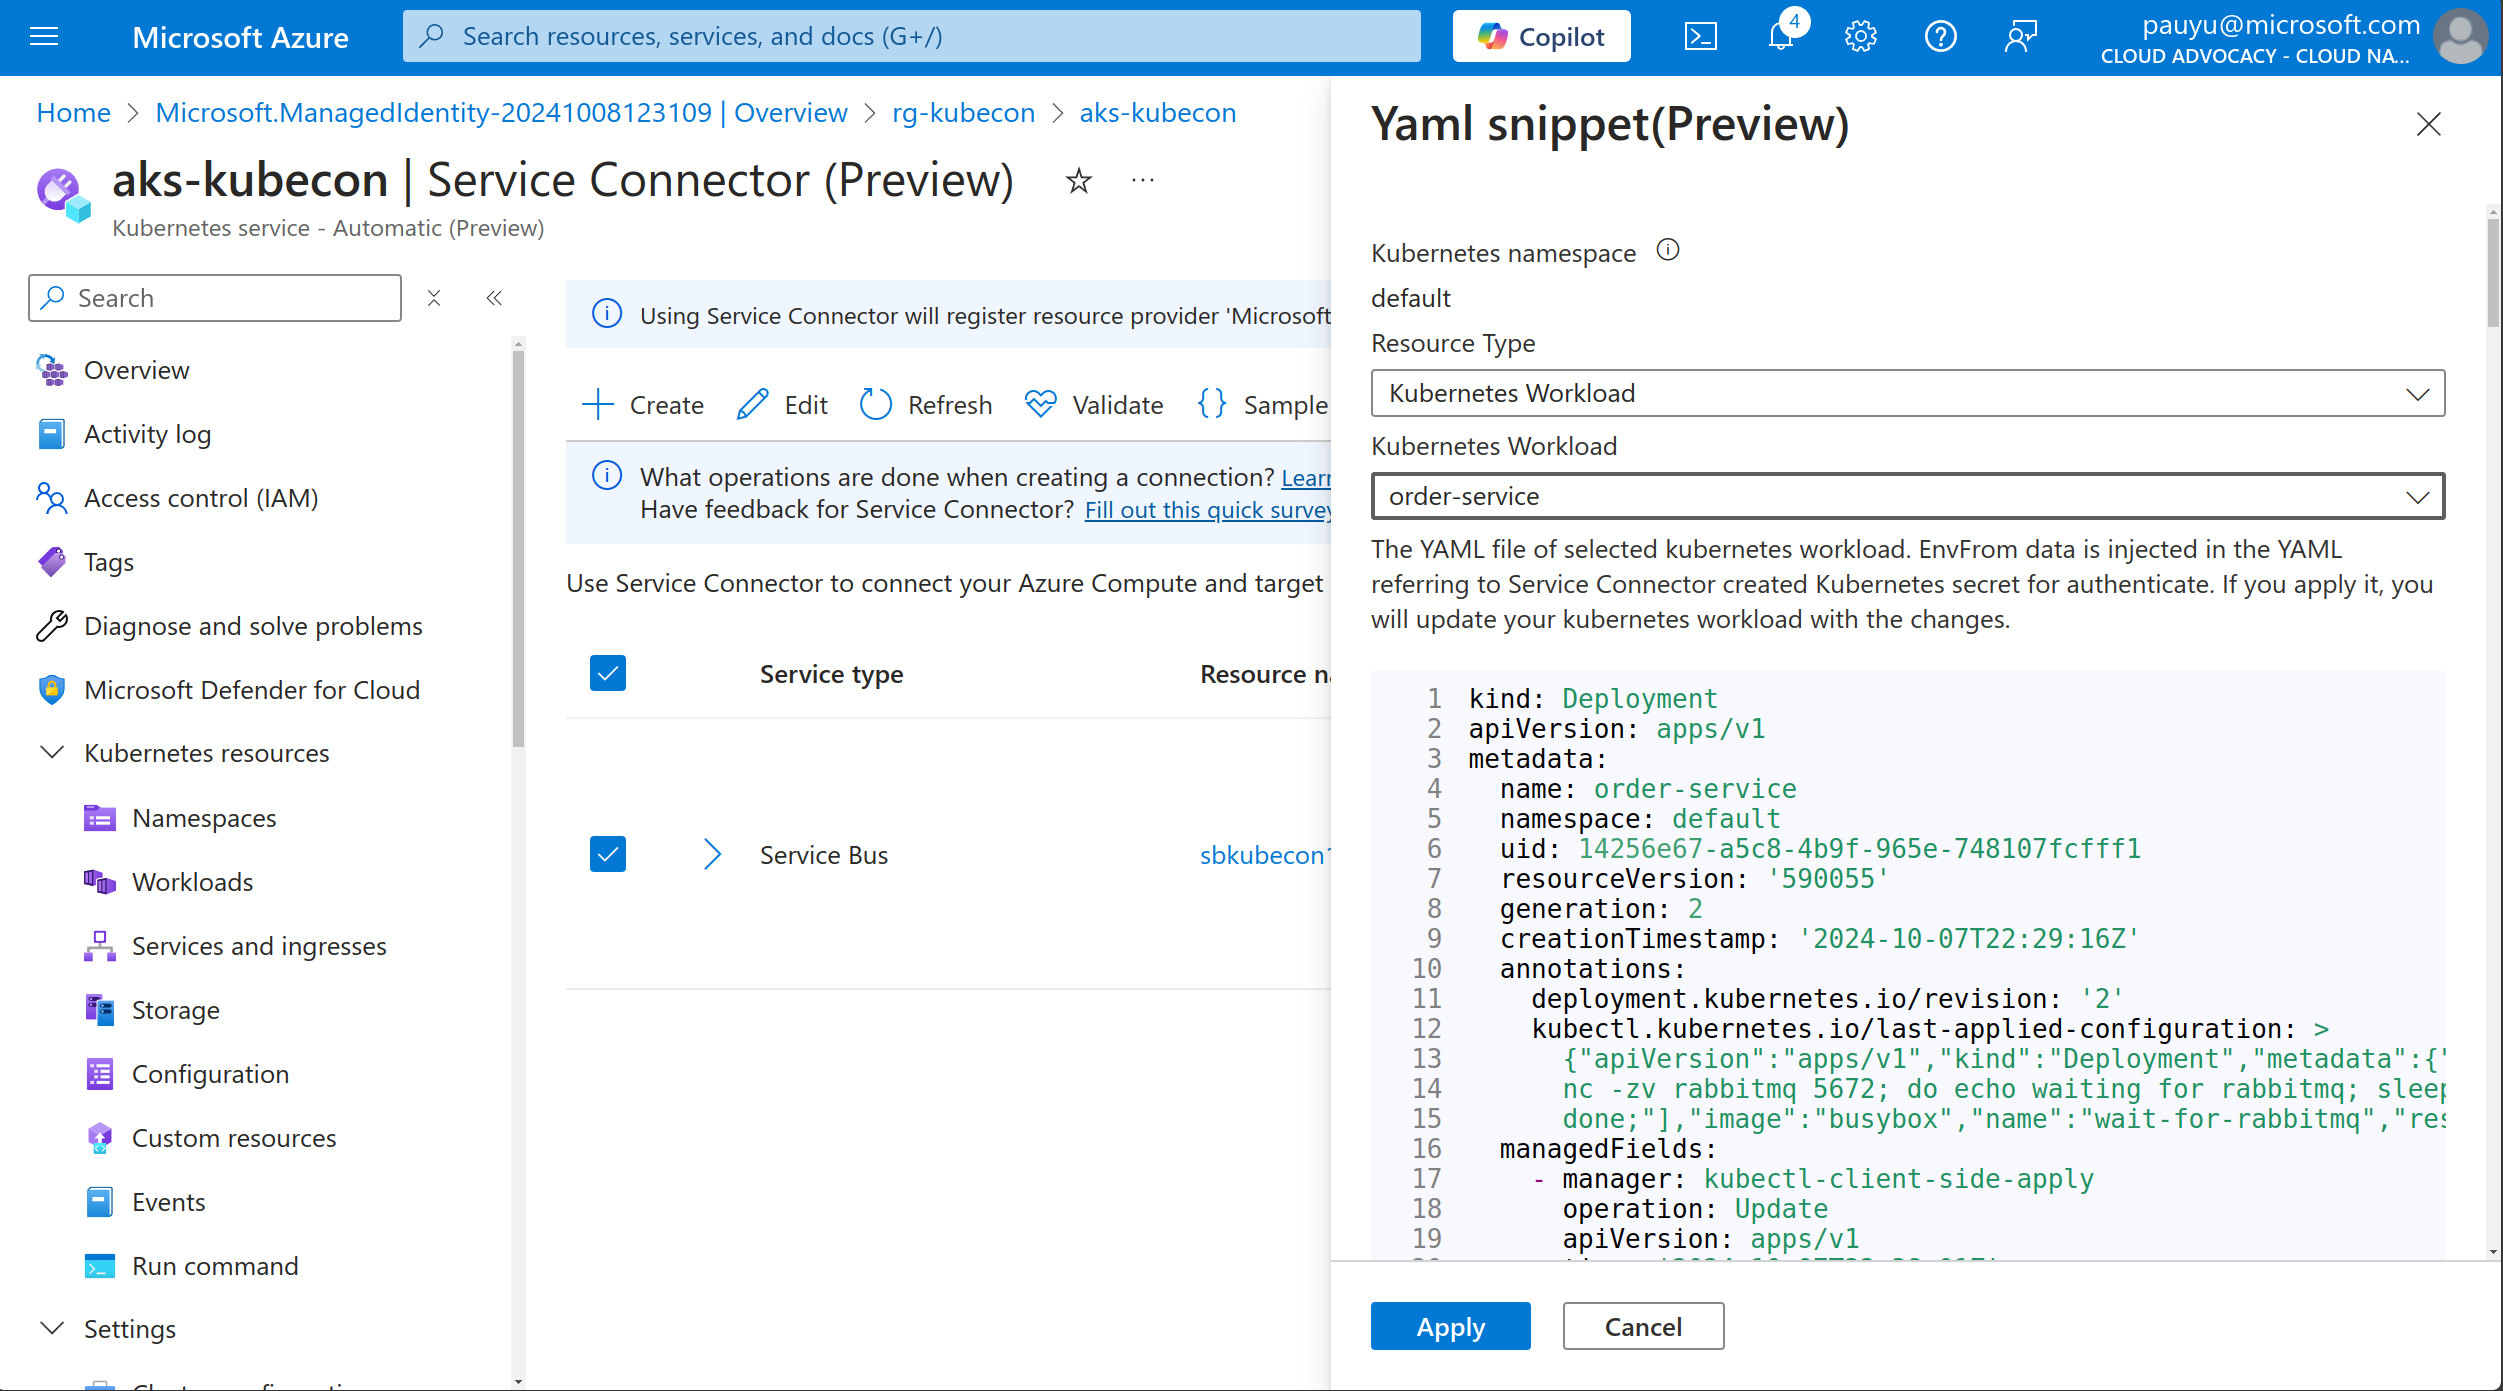 Microsoft Azure
Search resources, services, and docs (G+/)
Copilot
4
pauyu@microsoft.com
CLOUD ADVOCACY - CLOUD NA...
Home > Microsoft.ManagedIdentity-20241008123109 | Overview > rg-kubecon > aks-kubecon
aks-kubecon | Service Connector (Preview)
Kubernetes service - Automatic (Preview)
Search
Overview
Activity log
Access control (IAM)
Tags
Diagnose and solve problems
Microsoft Defender for Cloud
Kubernetes resources
Namespaces
Workloads
Services and ingresses
Storage
Configuration
Custom resources
Events
Run command
Settings
Using Service Connector will register resource provider 'Microsoft
Create
Edit
Refresh
Validate
Sample
What operations are done when creating a connection? Learn
Have feedback for Service Connector? Fill out this quick survey
Use Service Connector to connect your Azure Compute and target
Service type
Resource
Service Bus
sbkubecon
Yaml snippet(Preview)
Kubernetes namespace
default
Resource Type
Kubernetes Workload
Kubernetes Workload
order-service
The YAML file of selected kubernetes workload. EnvFrom data is injected in the YAML
referring to Service Connector created Kubernetes secret for authenticate. If you apply it, you
will update your kubernetes workload with the changes.
1 kind: Deployment
2 apiVersion: apps/v1
3 metadata:
4 name: order-service
5 namespace: default
6 uid: 14256e67-a5c8-4b9f-965e-748107fcfff1
7 resourceVersion: '590055'
8 generation: 2
9 creationTimestamp: '2024-10-07T22:29:16Z'
10 annotations:
11 deployment.kubernetes.io/revision: '2'
12 kubectl.kubernetes.io/last-applied-configuration: >
13 {"apiVersion":"apps/v1","kind":"Deployment","metadata":{"
14 nc -zv rabbitmq 5672; do echo waiting for rabbitmq; sleep
15 done;"],"image":"busybox","name":"wait-for-rabbitmq","res
16 managedFields:
17 - manager: kubectl-client-side-apply
18 operation: Update
19 apiVersion: apps/v1
Apply
Cancel